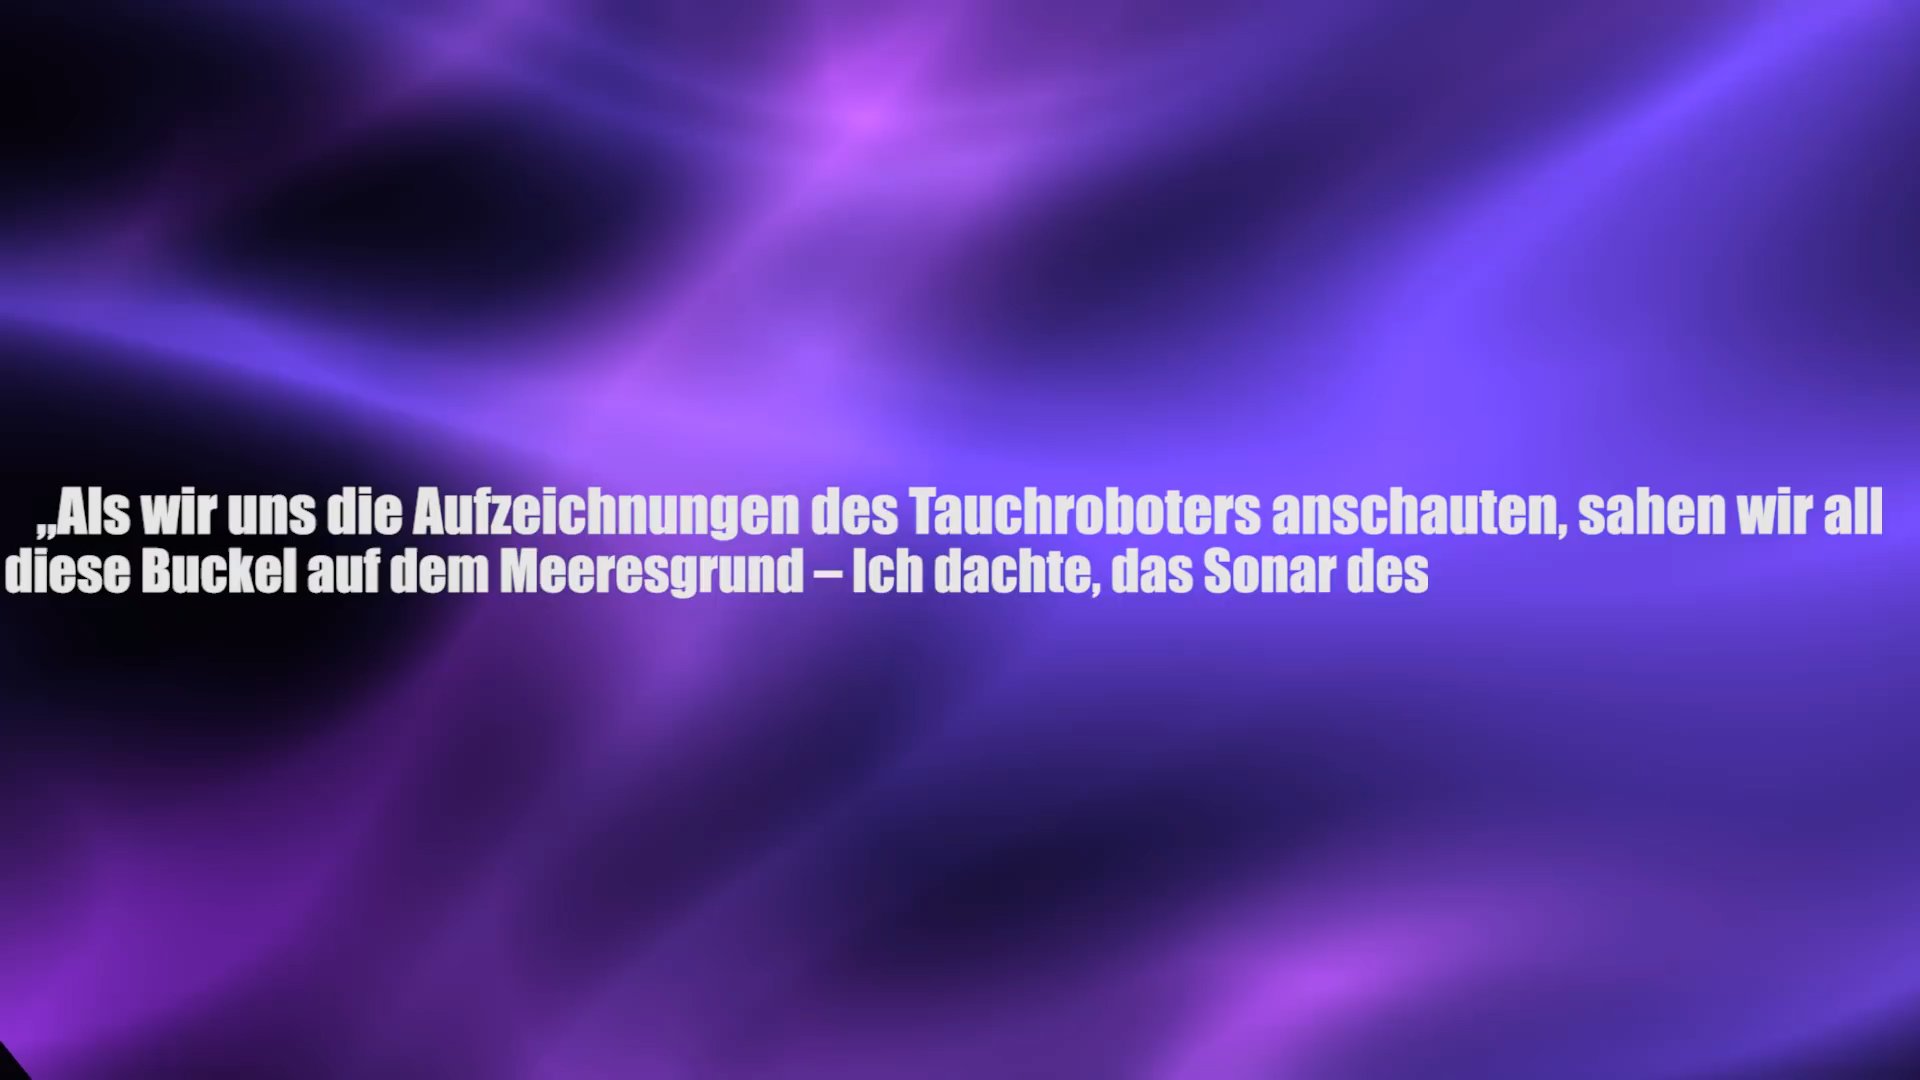 „Als wir uns die Aufzeichnungen des Tauchroboters anschauten, sahen wir all
diese Buckel auf dem Meeresgrund – Ich dachte, das Sonar des